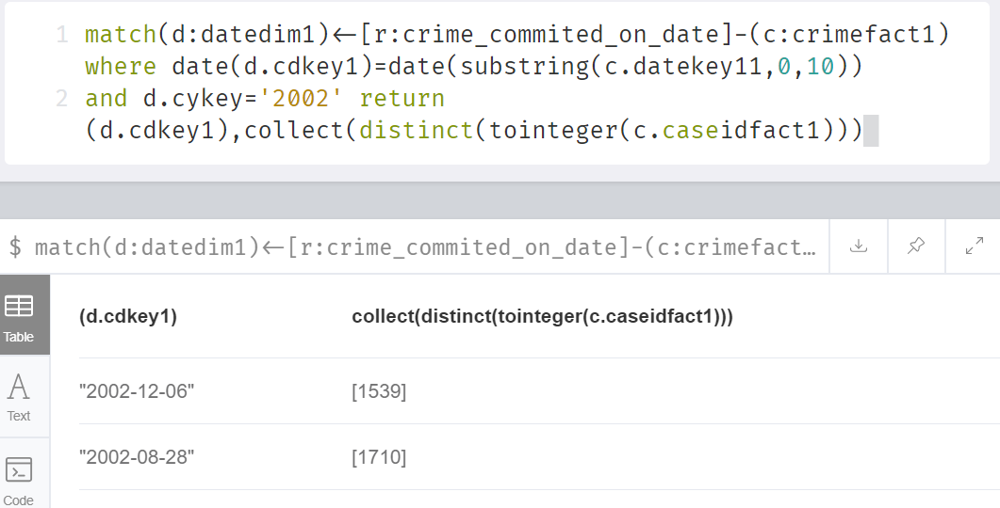 1 match(d:datedim1)<-[r:crime_commited_on_date]-(c:crimefact1)
where date(d.cdkey1)=date(substring(c.datekey11,0,10))
2 and d.cykey='2002' return
(d.cdkey1),collect(distinct(tointeger(c.caseidfact1)))
$ match(d:datedim1)<-[r:crime_commited_on_date]-(c:crimefact…
Table
(d.cdkey1) collect(distinct(tointeger(c.caseidfact1)))
"2002-12-06" [1539]
Text
"2002-08-28" [1710]
Code